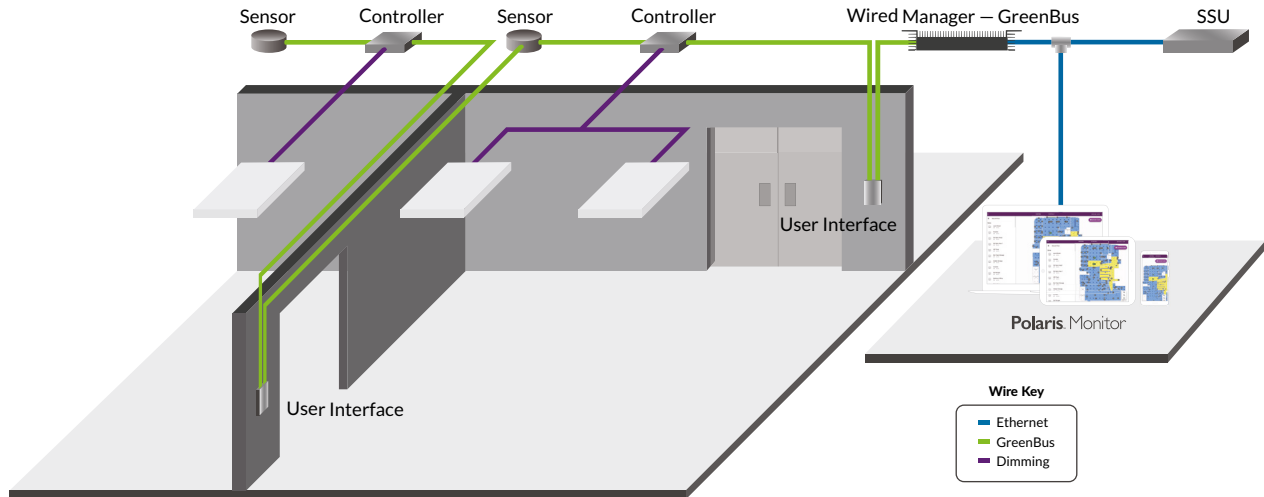 Sensor
Controller
Sensor
Controller
Wired Manager — GreenBus
SSU
User Interface
User Interface
Polaris. Monitor
Wire Key
Ethernet
GreenBus
Dimming